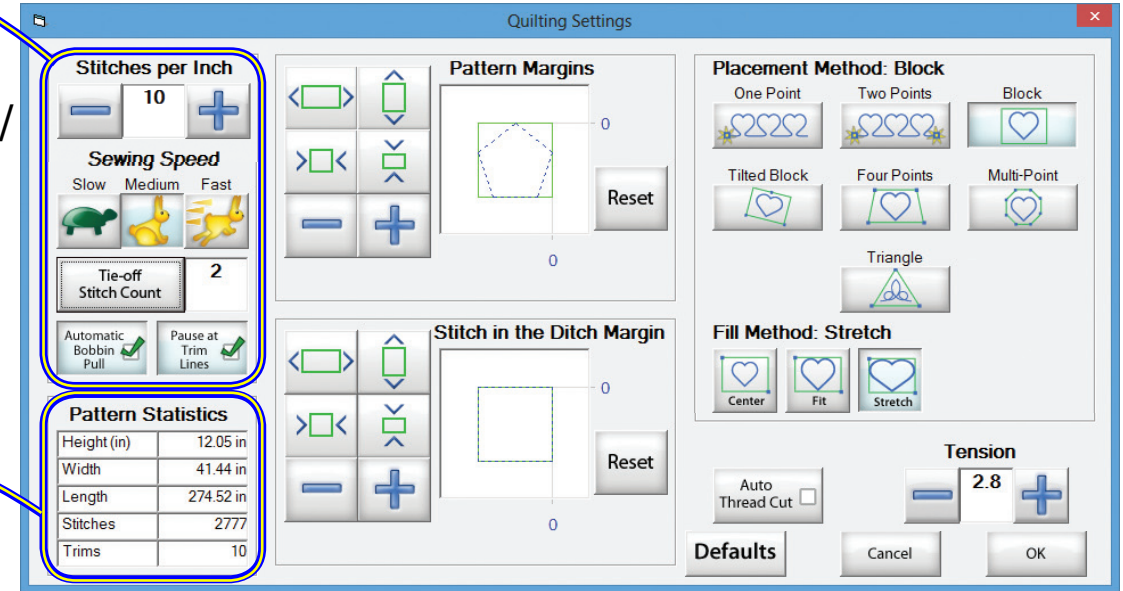 Quilting Settings
Stitches per Inch
10
Sewing Speed
Slow Medium Fast
Tie-off
Stitch Count
2
Automatic
Bobbin
Pull
Pause at
Trim
Lines
Pattern Statistics
Height (in) 12.05 in
Width 41.44 in
Length 274.52 in
Stitches 2777
Trims 10
Pattern Margins
0
0
Reset
Stitch in the Ditch Margin
0
0
Reset
Placement Method: Block
One Point Two Points Block
Tilted Block Four Points Multi-Point
Triangle
Fill Method: Stretch
Center Fit Stretch
Tension
2.8
Auto
Thread Cut
Defaults Cancel OK
/